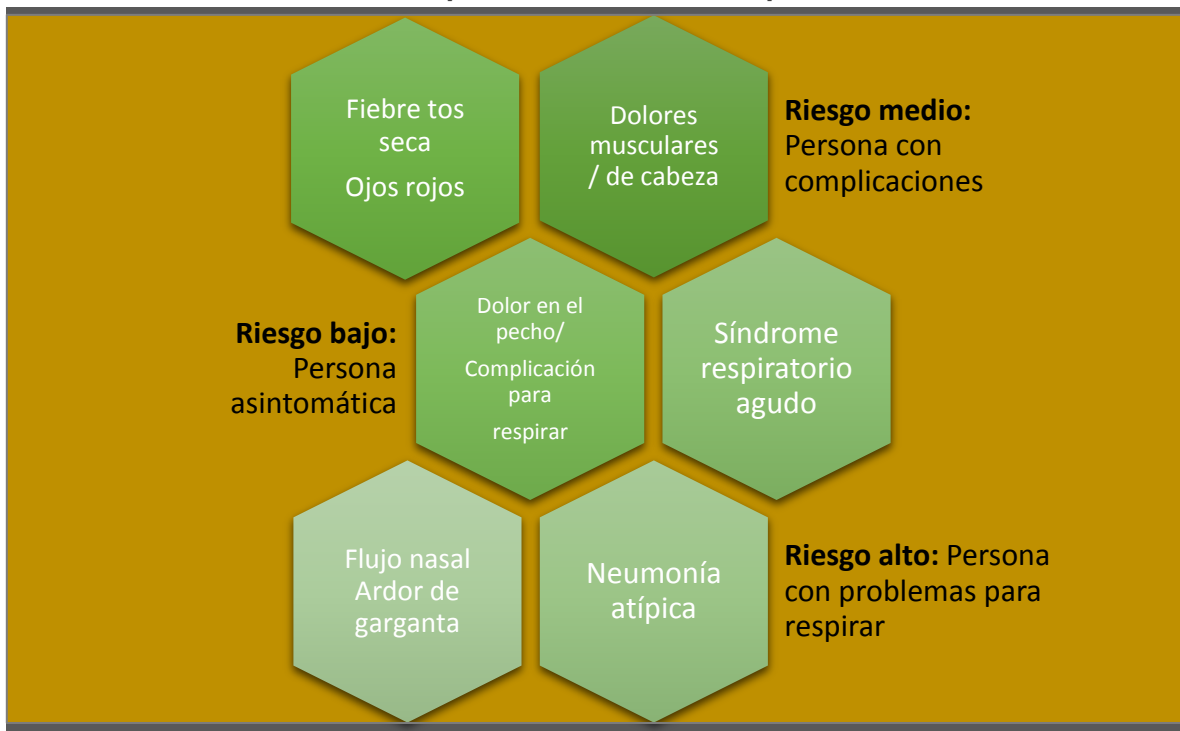 Fiebre tos
seca
Ojos rojos
Dolores
musculares
/ de cabeza
Riesgo medio:
Persona con
complicaciones
Riesgo bajo:
Persona
asintomática
Dolor en el
pecho/
Complicación
para
respirar
Síndrome
respiratorio
agudo
Flujo nasal
Ardor de
garganta
Neumonía
atípica
Riesgo alto: Persona
con problemas para
respirar